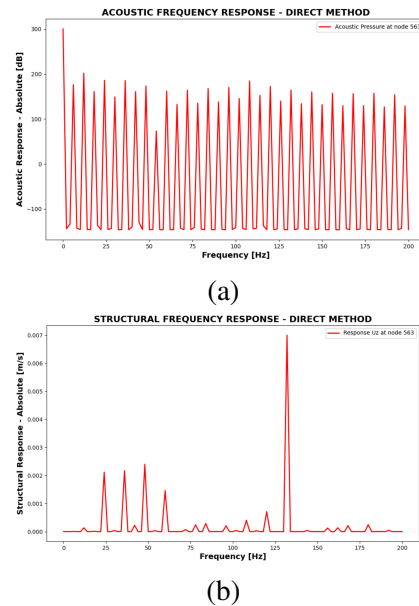 ACOUSTIC FREQUENCY RESPONSE - DIRECT METHOD
Acoustic Pressure at node 563
Acoustic Response - Absolute [dB]
300
200
100
0
−100
0 25 50 75 100 125 150 175 200
Frequency [Hz]
(a)
STRUCTURAL FREQUENCY RESPONSE - DIRECT METHOD
Response Uz at node 563
Structural Response - Absolute [m/s]
0.007
0.006
0.005
0.004
0.003
0.002
0.001
0.000
0 25 50 75 100 125 150 175 200
Frequency [Hz]
(b)